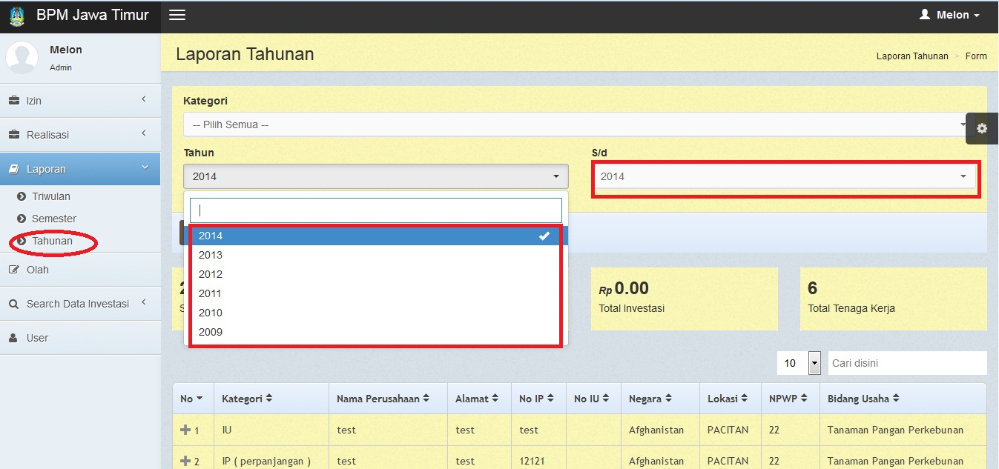 BPM Jawa Timur
Melon
Melon
Admin
Izin
Realisasi
Laporan
Triwulan
Semester
Tahunan
Olah
Search Data Investasi
User
Laporan Tahunan
Laporan Tahunan > Form
Kategori
-- Pilih Semua --
Tahun
S/d
2014
2014
2014
2013
2012
2011
2010
2009
Rp 0.00
Total Investasi
6
Total Tenaga Kerja
10
Cari disini
No Kategori Nama Perusahaan Alamat No IP No IU Negara Lokasi NPWP Bidang Usaha
1 IU test test test Afghanistan PACITAN 22 Tanaman Pangan Perkebunan
2 IP ( perpanjangan ) test test 12121 Afghanistan PACITAN 22 Tanaman Pangan Perkebunan